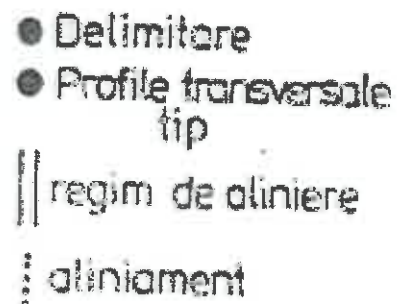 Delimitare
Profile transversale
tip
regim de aliniere
aliniament